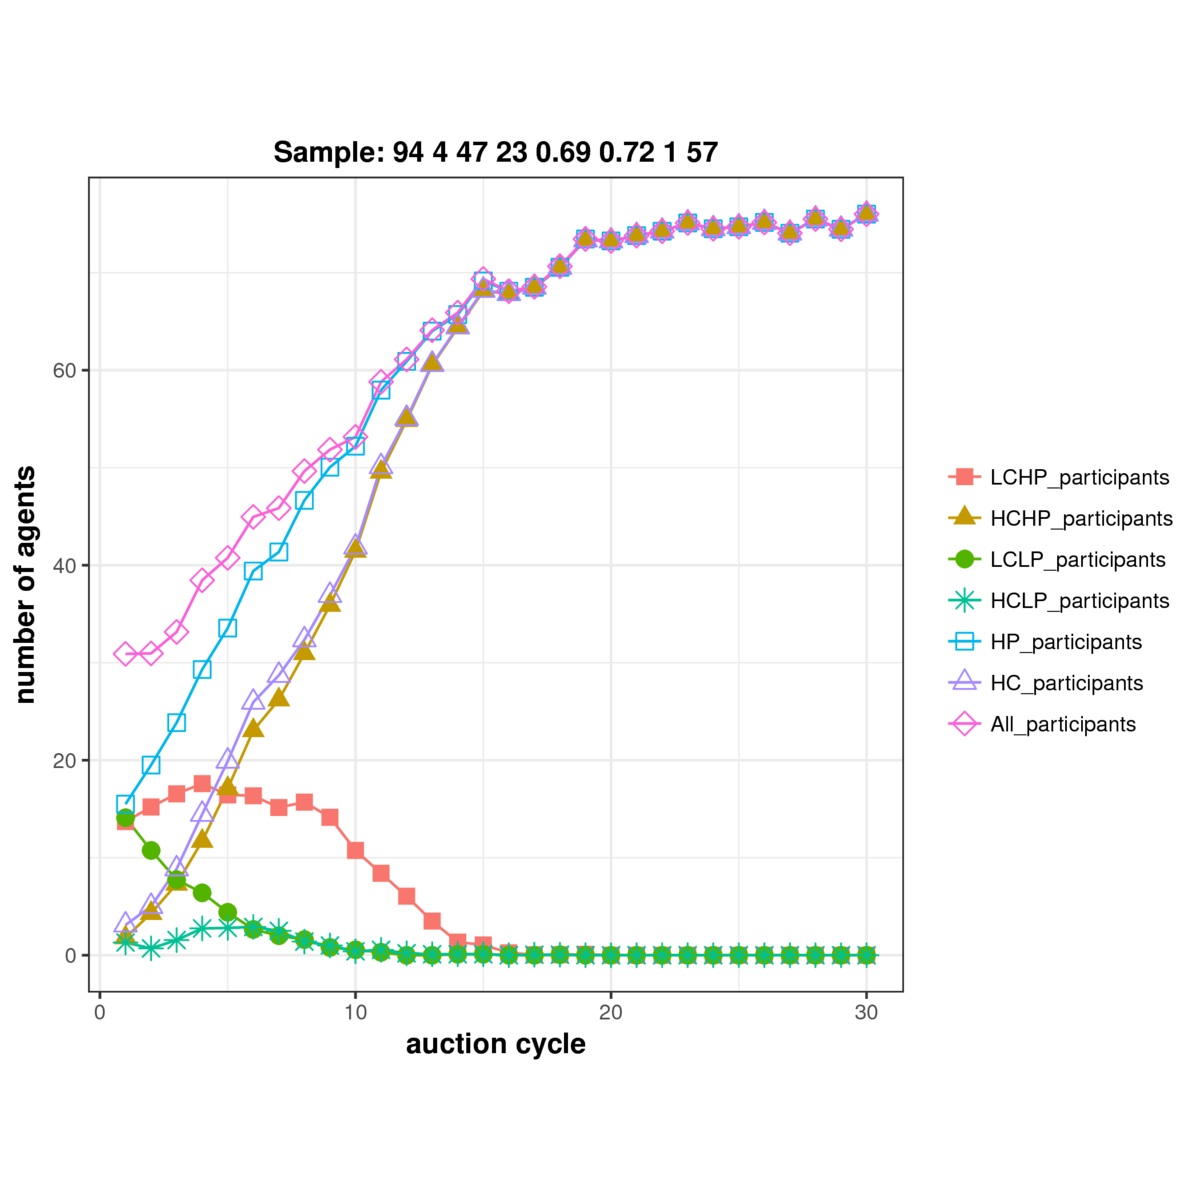 Sample: 94 4 47 23 0.69 0.72 1 57
number of agents
60
40
20
0
0
10
20
30
auction cycle
LCHP_participants
HCHP_participants
LCLP_participants
HCLP_participants
HP_participants
HC_participants
All_participants